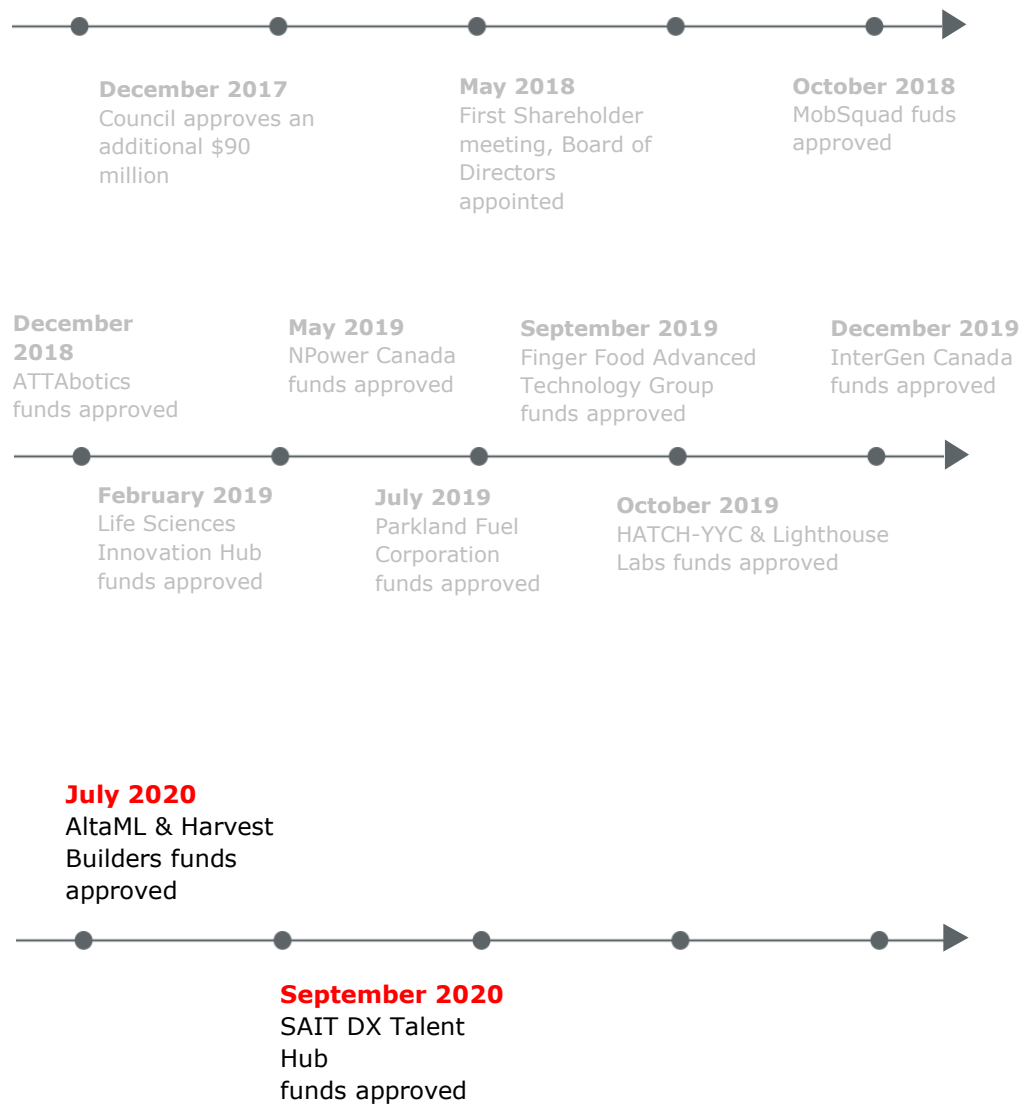 December 2017
Council approves an
additional $90
million
May 2018
First Shareholder
meeting, Board of
Directors
appointed
October 2018
MobSquad fuds
approved
December
2018
ATTAbotics
funds approved
May 2019
NPower Canada
funds approved
September 2019
Finger Food Advanced
Technology Group
funds approved
December 2019
InterGen Canada
funds approved
February 2019
Life Sciences
Innovation Hub
funds approved
July 2019
Parkland Fuel
Corporation
funds approved
October 2019
HATCH-YYC & Lighthouse
Labs funds approved
July 2020
AltaML & Harvest
Builders funds
approved
September 2020
SAIT DX Talent
Hub
funds approved